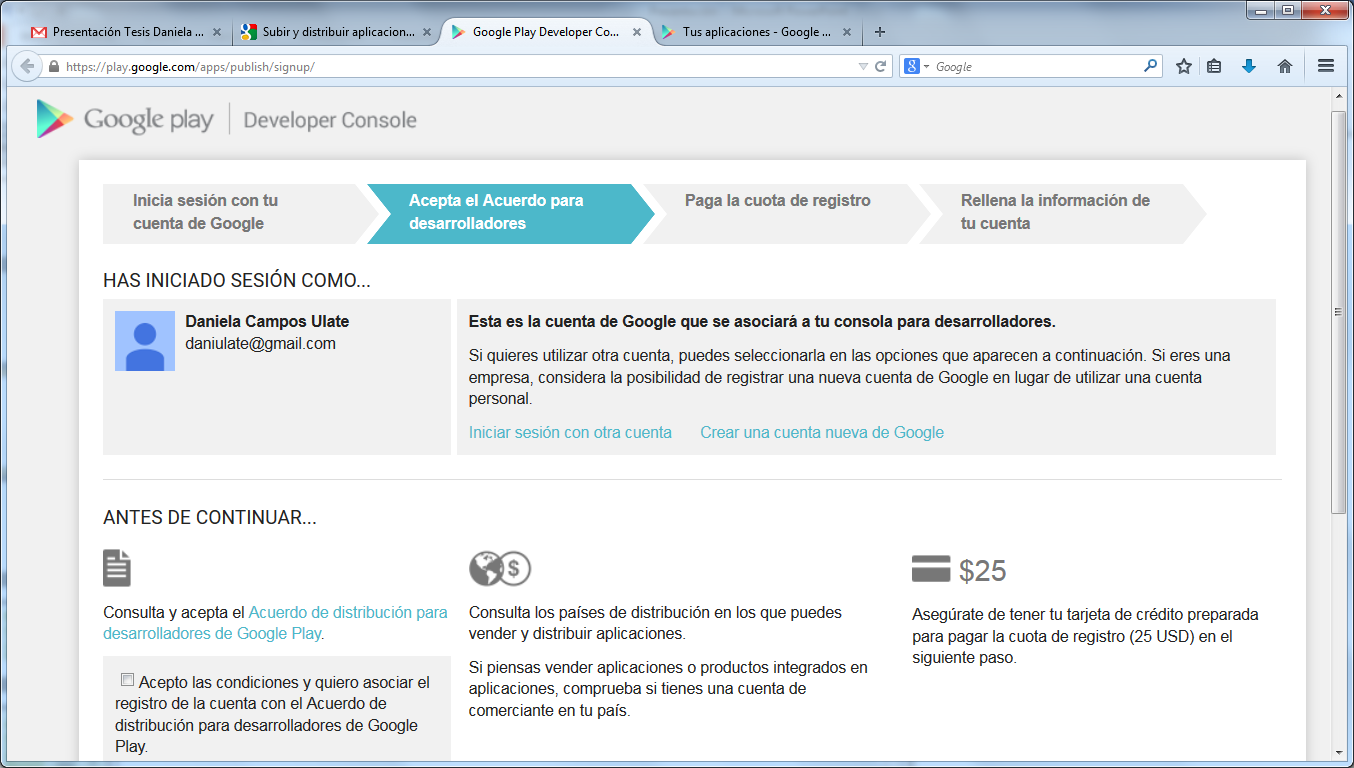 Presentación Tesis Daniela ...
Subir y distribuir aplicacion...
Google Play Developer Co...
Tus aplicaciones - Google ...
https://play.google.com/apps/publish/signup/
Google
Google play | Developer Console
Inicia sesión con tu
cuenta de Google
Acepta el Acuerdo para
desarrolladores
Paga la cuota de registro
Rellena la información de
tu cuenta
HAS INICIADO SESIÓN COMO...
Daniela Campos Ulate
daniulate@gmail.com
Esta es la cuenta de Google que se asociará a tu consola para desarrolladores.
Si quieres utilizar otra cuenta, puedes seleccionarla en las opciones que aparecen a continuación. Si eres una
empresa, considera la posibilidad de registrar una nueva cuenta de Google en lugar de utilizar una cuenta
personal.
Iniciar sesión con otra cuenta
Crear una cuenta nueva de Google
ANTES DE CONTINUAR...
Consulta y acepta el Acuerdo de distribución para
desarrolladores de Google Play.
Acepto las condiciones y quiero asociar el
registro de la cuenta con el Acuerdo de
distribución para desarrolladores de Google
Play.
$
Consulta los países de distribución en los que puedes
vender y distribuir aplicaciones.
Si piensas vender aplicaciones o productos integrados en
aplicaciones, comprueba si tienes una cuenta de
comerciante en tu país.
$25
Asegúrate de tener tu tarjeta de crédito preparada
para pagar la cuota de registro (25 USD) en el
siguiente paso.